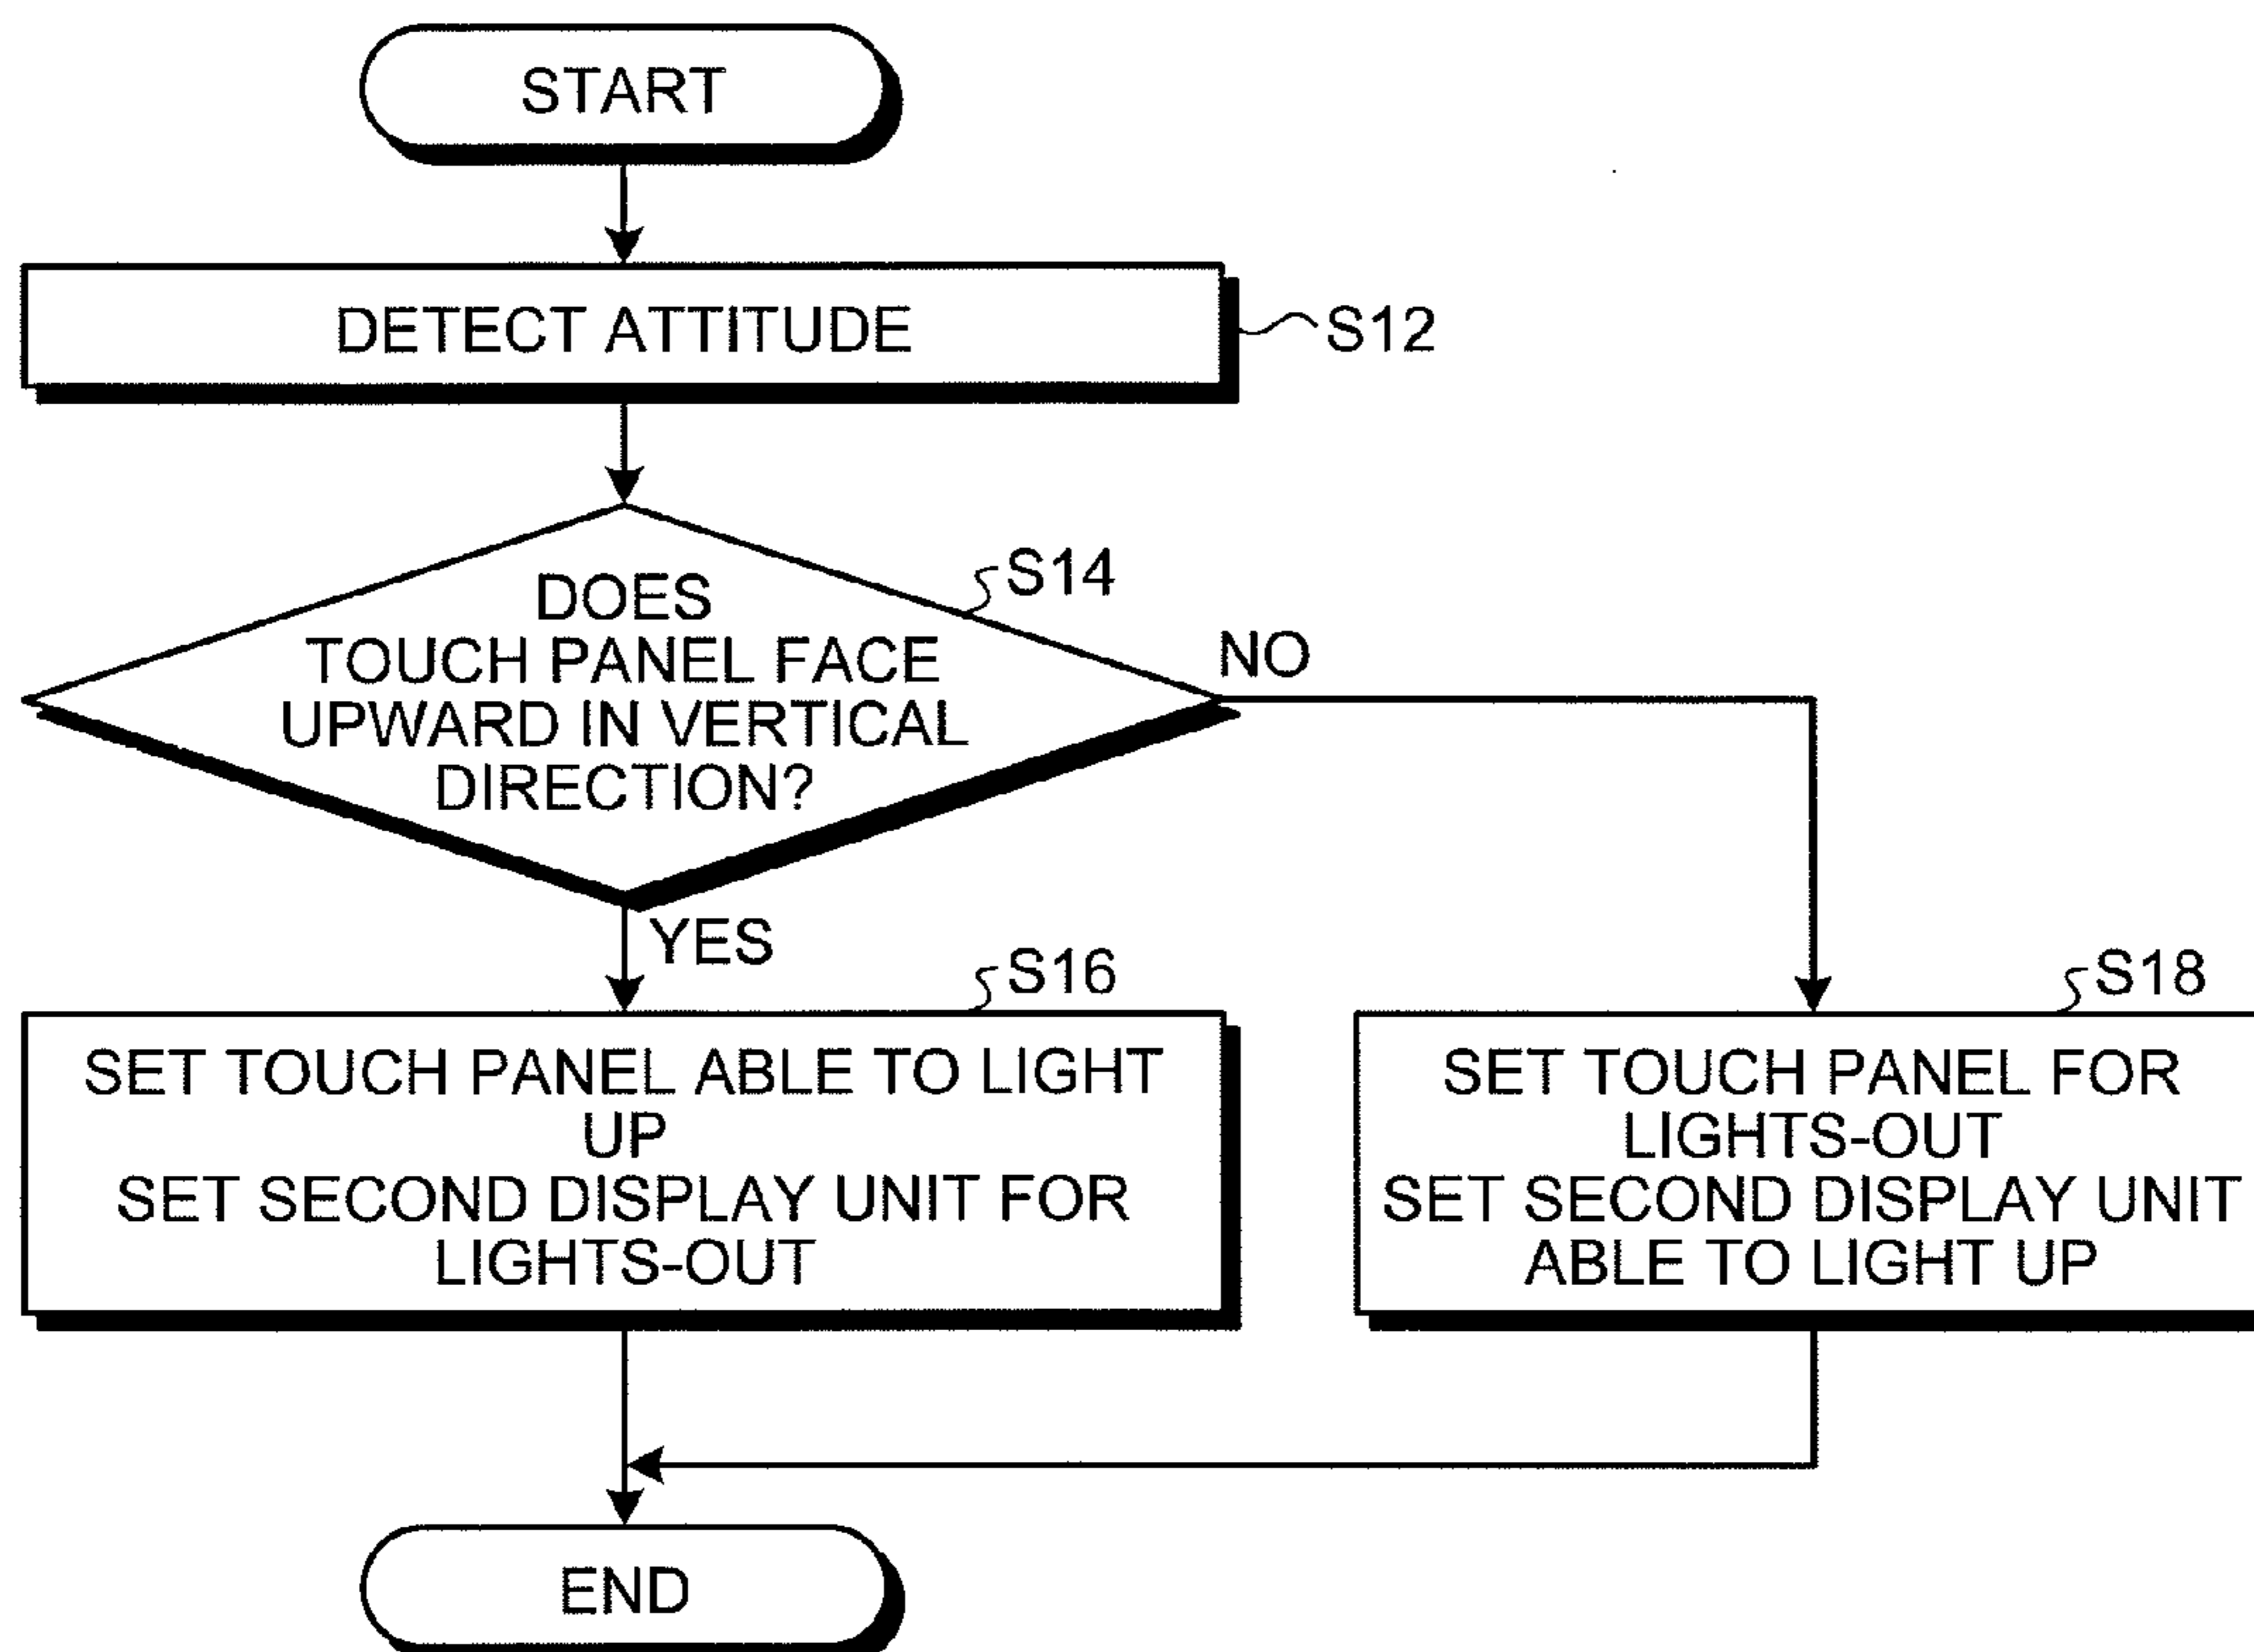 START
DETECT ATTITUDE
S12
S14
DOES
TOUCH PANEL FACE
UPWARD IN VERTICAL
DIRECTION?
NO
YES
S16
SET TOUCH PANEL ABLE TO LIGHT
UP
SET SECOND DISPLAY UNIT FOR
LIGHTS-OUT
S18
SET TOUCH PANEL FOR
LIGHTS-OUT
SET SECOND DISPLAY UNIT
ABLE TO LIGHT UP
END